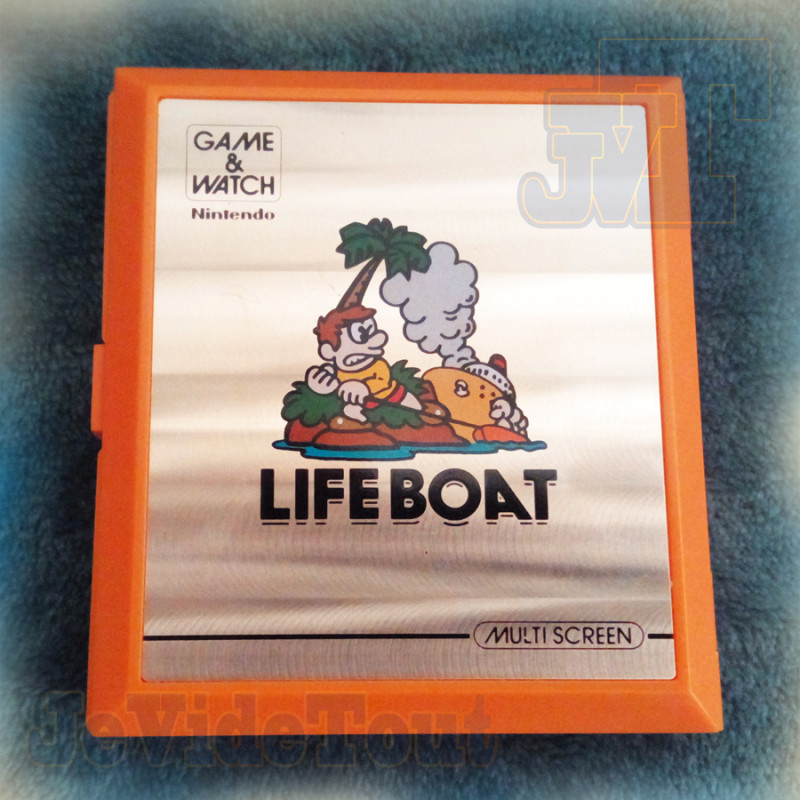 GAME
&
WATCH
Nintendo
JVT
LIFEBOAT
MULTI SCREEN
JeVideTout